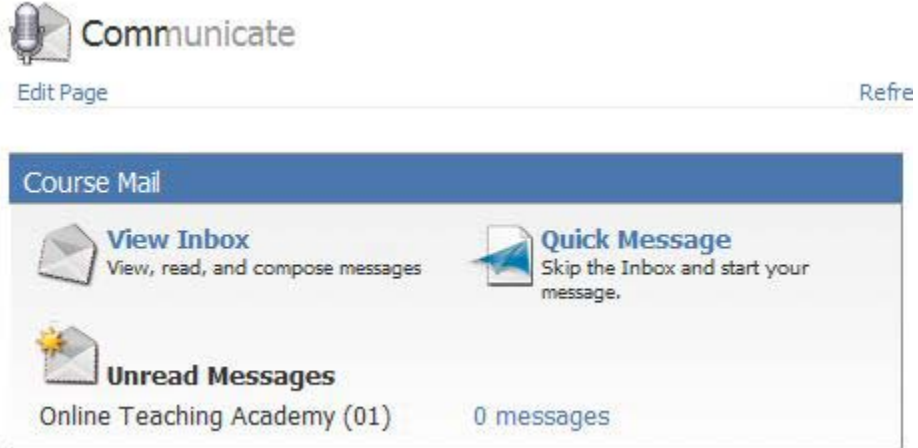 Communicate
Edit Page
Refre
Course Mail
View Inbox
View, read, and compose messages
Quick Message
Skip the Inbox and start your
message.
Unread Messages
Online Teaching Academy (01)
0 messages